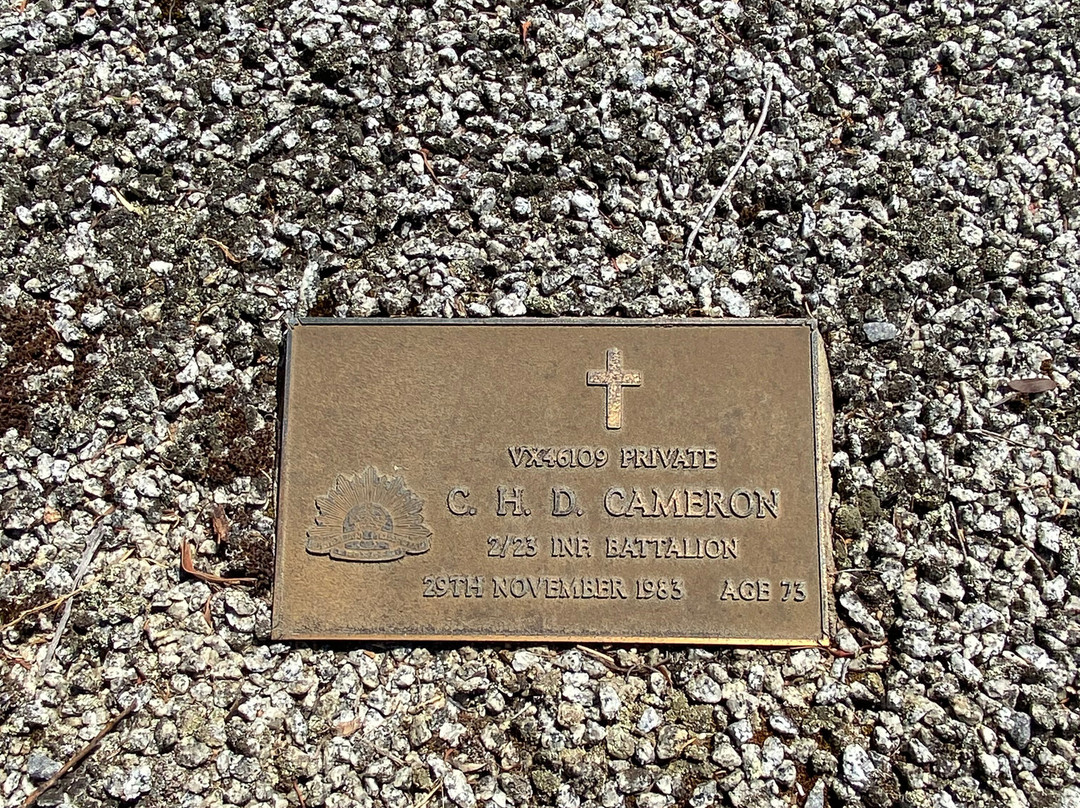 VX46109 PRIVATE
C. H. D. CAMERON
2/23 INF. BATTALION
29TH NOVEMBER 1983 AGE 73